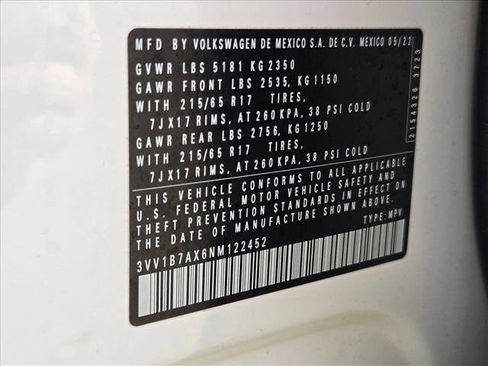 MFD BY VOLKSWAGEN DE MEXICO S.A. DE C.V. MEXICO 05/22
GVWR LBS 5181 KG 2350
GAWR FRONT LBS 2535, KG 1150
WITH 215/65 R17 TIRES,
7JX17 RIMS, AT 260 KPA, 38 PSI COLD
GAWR REAR LBS 2756, KG 1250
WITH 215/65 R17 TIRES,
7JX17 RIMS, AT 260 KPA, 38 PSI COLD
THIS VEHICLE CONFORMS TO ALL APPLICABLE
U.S. FEDERAL MOTOR VEHICLE SAFETY AND
THEFT PREVENTION STANDARDS IN EFFECT ON
THE DATE OF MANUFACTURE SHOWN ABOVE.
TYPE: MPV
3VV1B7AX6NM122452
2154326 3723